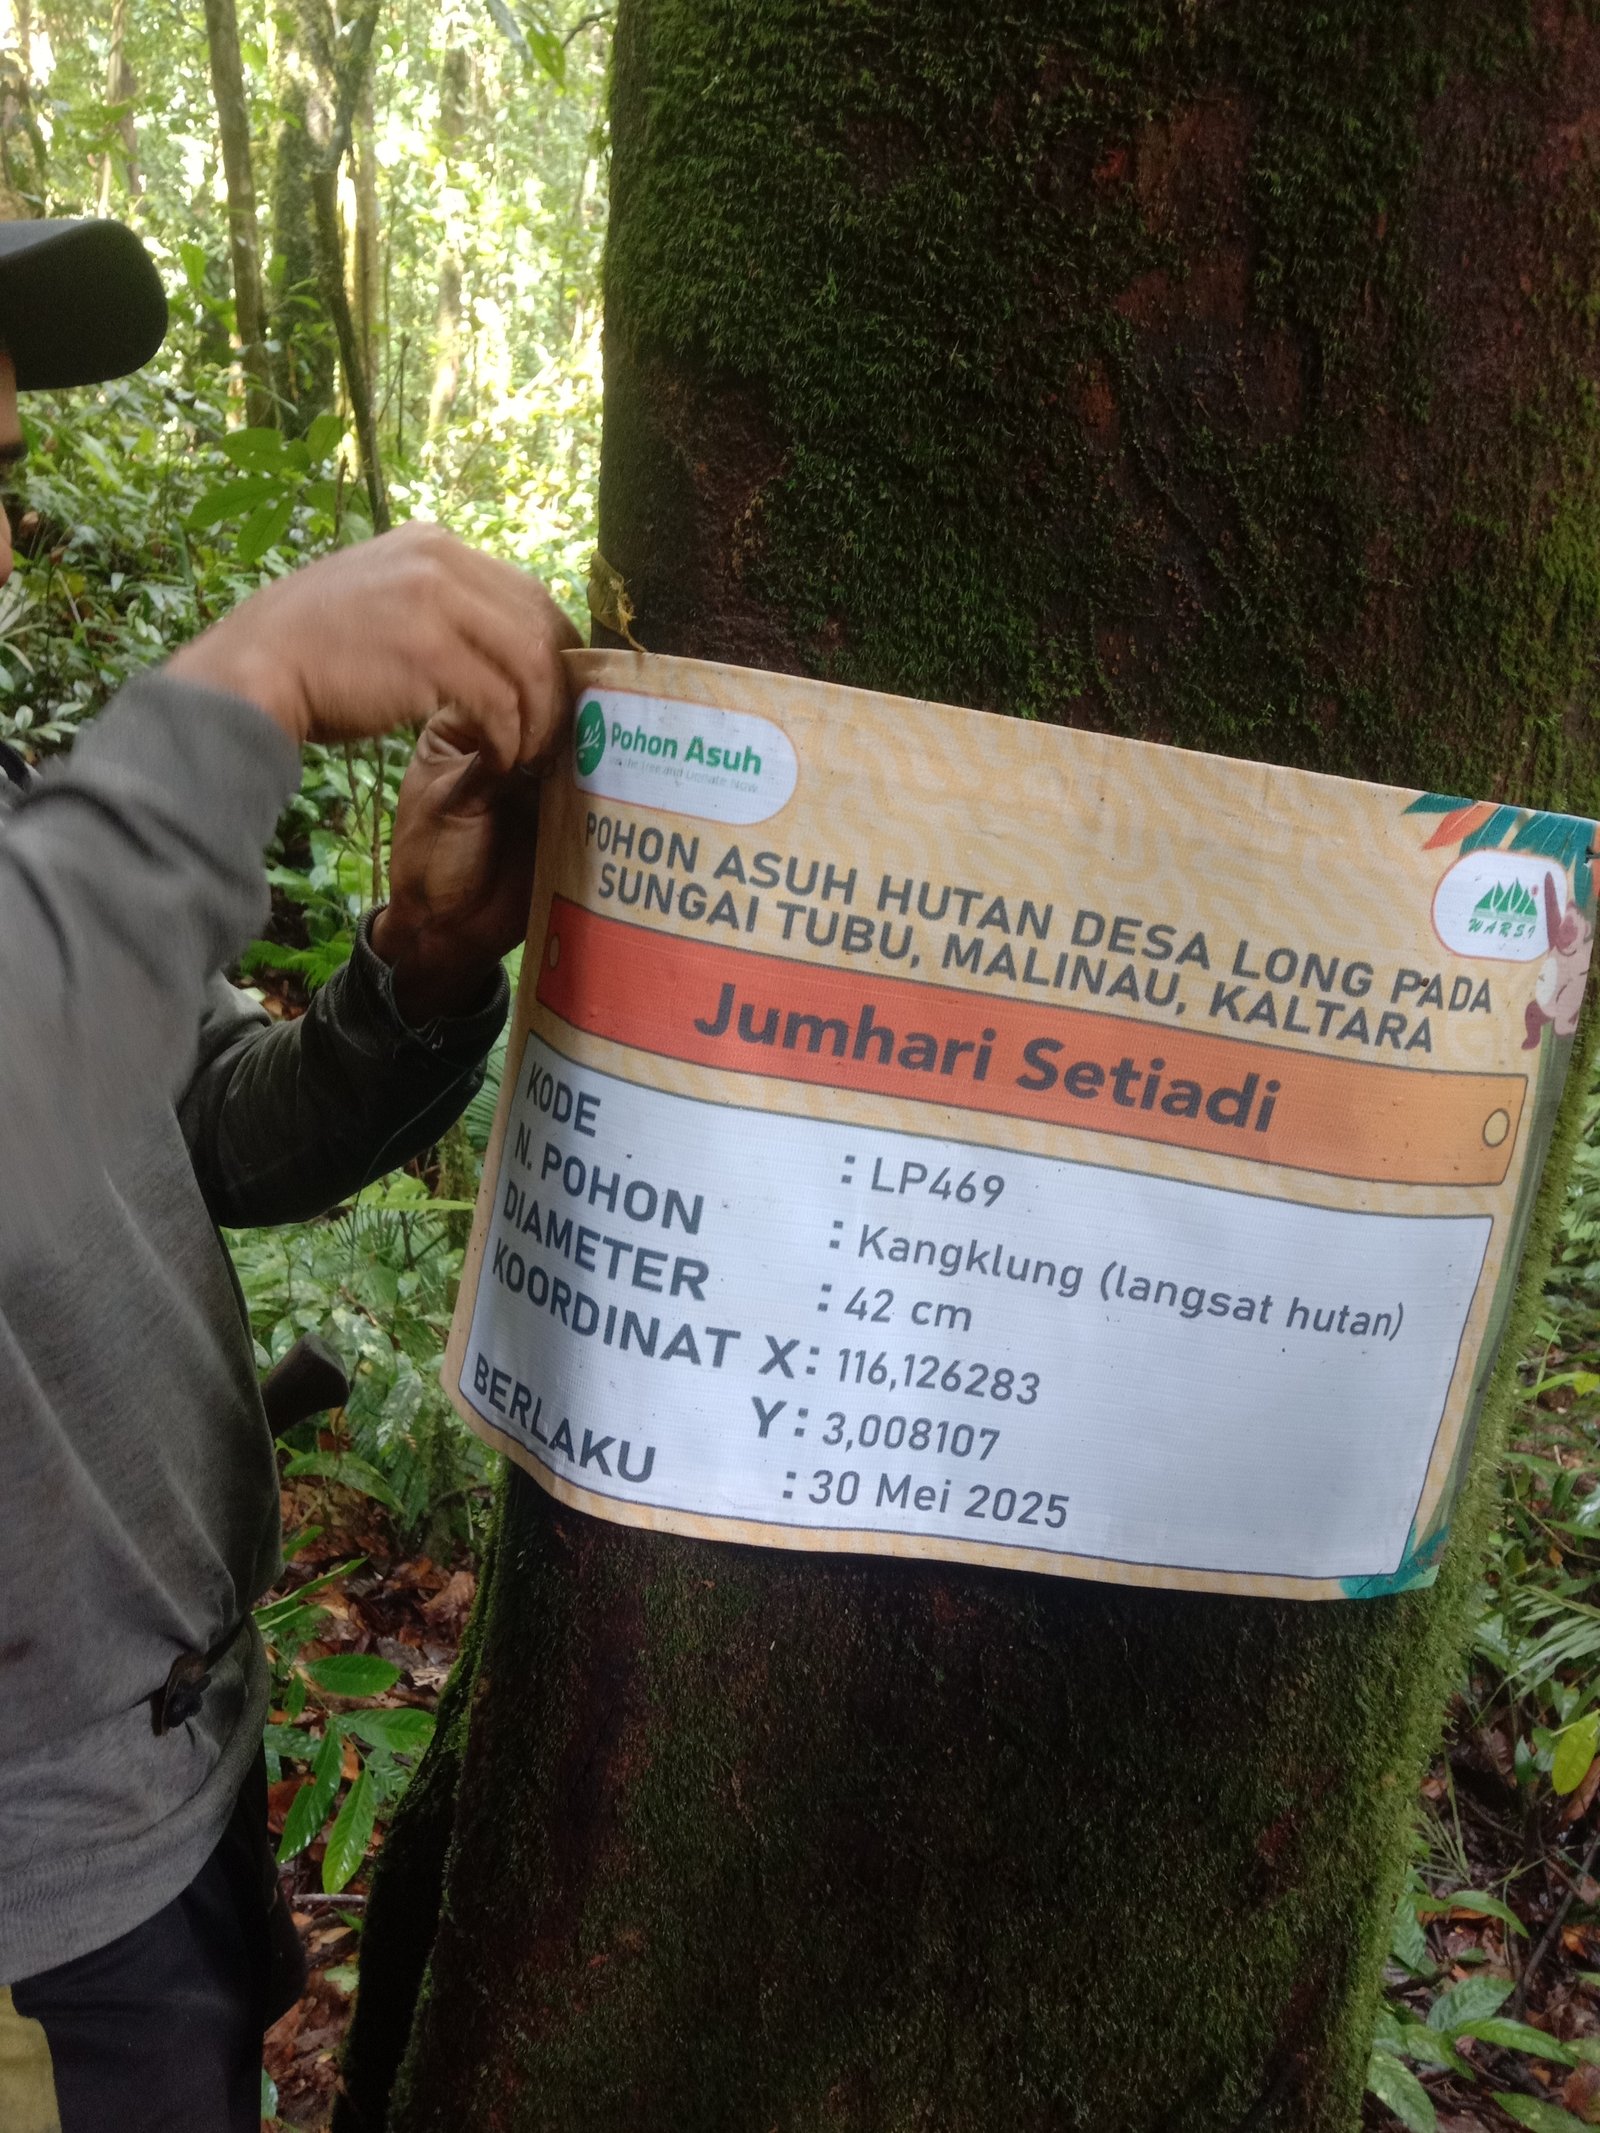 Pohon Asuh
POHON ASUH HUTAN DESA LONG PADA
SUNGAI TUBU, MALINAU, KALTARA
WARSI
Jumhari Setiadi
KODE : LP469
N. POHON : Kangklung (langsat hutan)
DIAMETER : 42 cm
KOORDINAT X : 116,126283
Y : 3,008107
BERLAKU : 30 Mei 2025